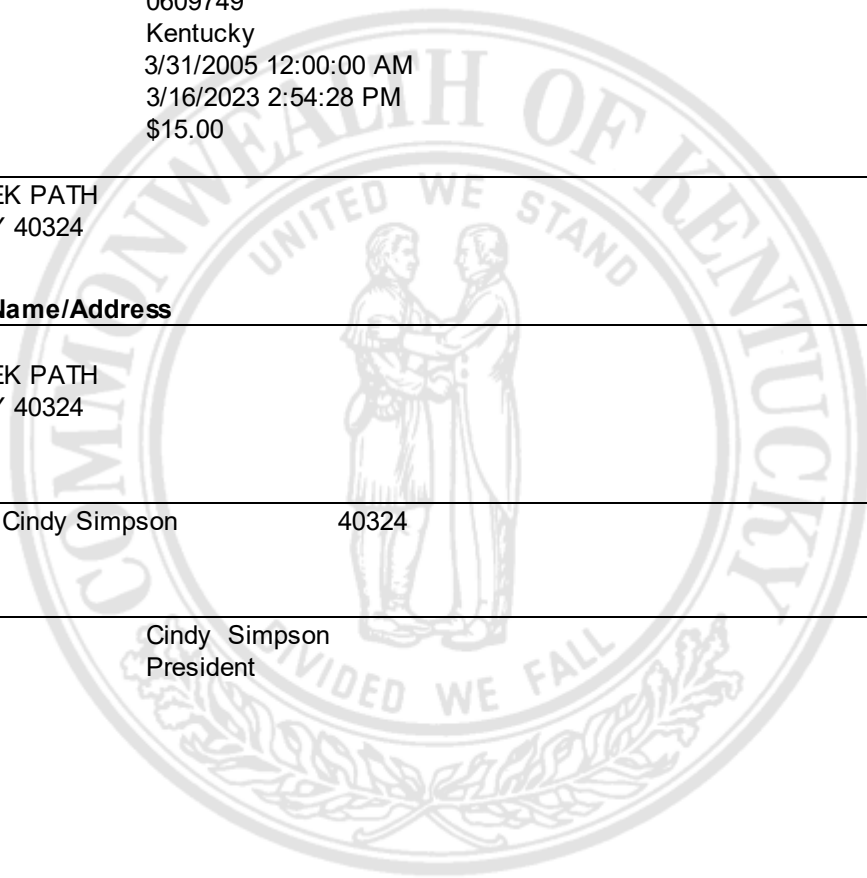 0609749
Kentucky
3/31/2005 12:00:00 AM
3/16/2023 2:54:28 PM
$15.00
EK PATH
Y 40324
Name/Address
EK PATH
Y 40324
Cindy Simpson 40324
Cindy Simpson
President
COMMONWEALTH OF KENTUCKY
UNITED WE STAND
DIVIDED WE FALL